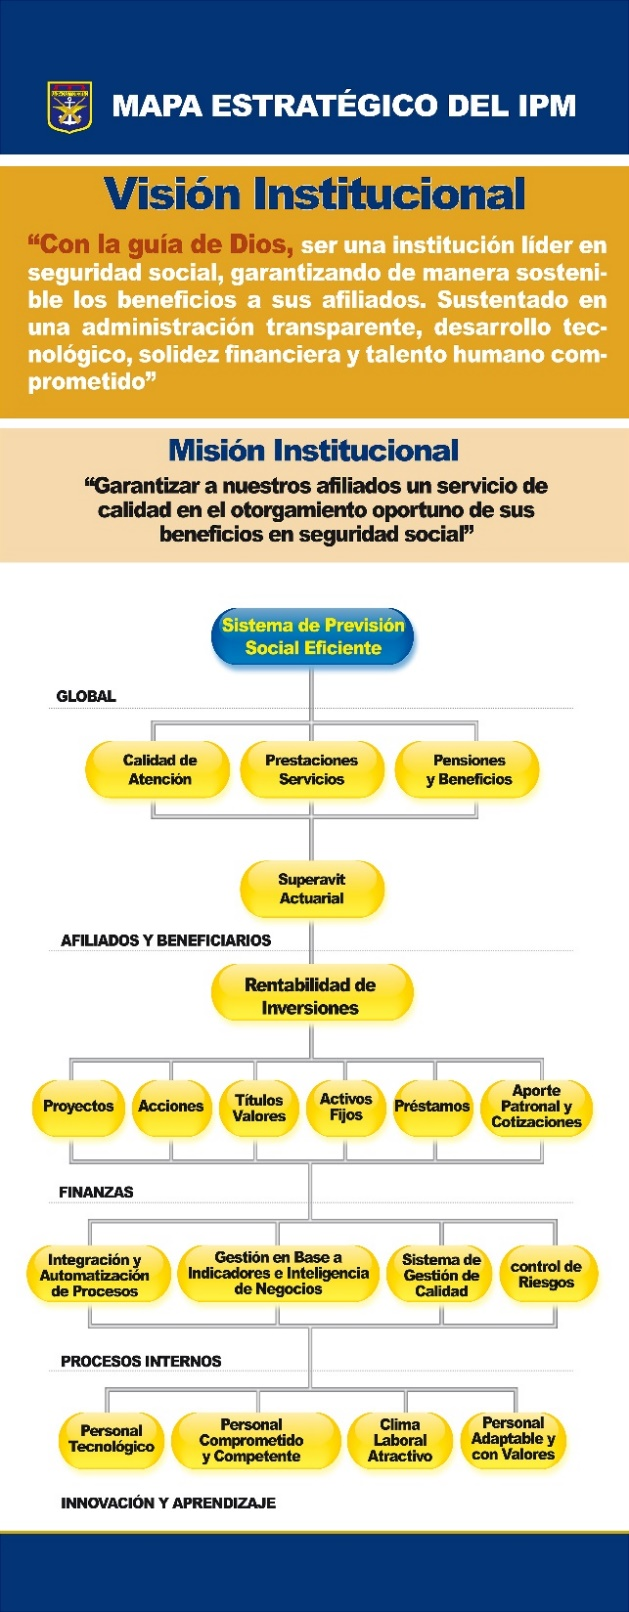 MAPA ESTRATÉGICO DEL IPM
Visión Institucional
“Con la guía de Dios, ser una institución líder en
seguridad social, garantizando de manera sosteni-
ble los beneficios a sus afiliados. Sustentado en
una administración transparente, desarrollo tec-
nológico, solidez financiera y talento humano com-
prometido”
Misión Institucional
“Garantizar a nuestros afiliados un servicio de
calidad en el otorgamiento oportuno de sus
beneficios en seguridad social”
Sistema de Previsión
Social Eficiente
GLOBAL
Calidad de
Atención
Prestaciones
Servicios
Pensiones
y Beneficios
Superavit
Actuarial
AFILIADOS Y BENEFICIARIOS
Rentabilidad de
Inversiones
Proyectos
Acciones
Títulos
Valores
Activos
Fijos
Préstamos
Aporte
Patronal y
Cotizaciones
FINANZAS
Integración y
Automatización
de Procesos
Gestión en Base a
Indicadores e Inteligencia
de Negocios
Sistema de
Gestión de
Calidad
control de
Riesgos
PROCESOS INTERNOS
Personal
Tecnológico
Personal
Comprometido
y Competente
Clima
Laboral
Atractivo
Personal
Adaptable y
con Valores
INNOVACIÓN Y APRENDIZAJE